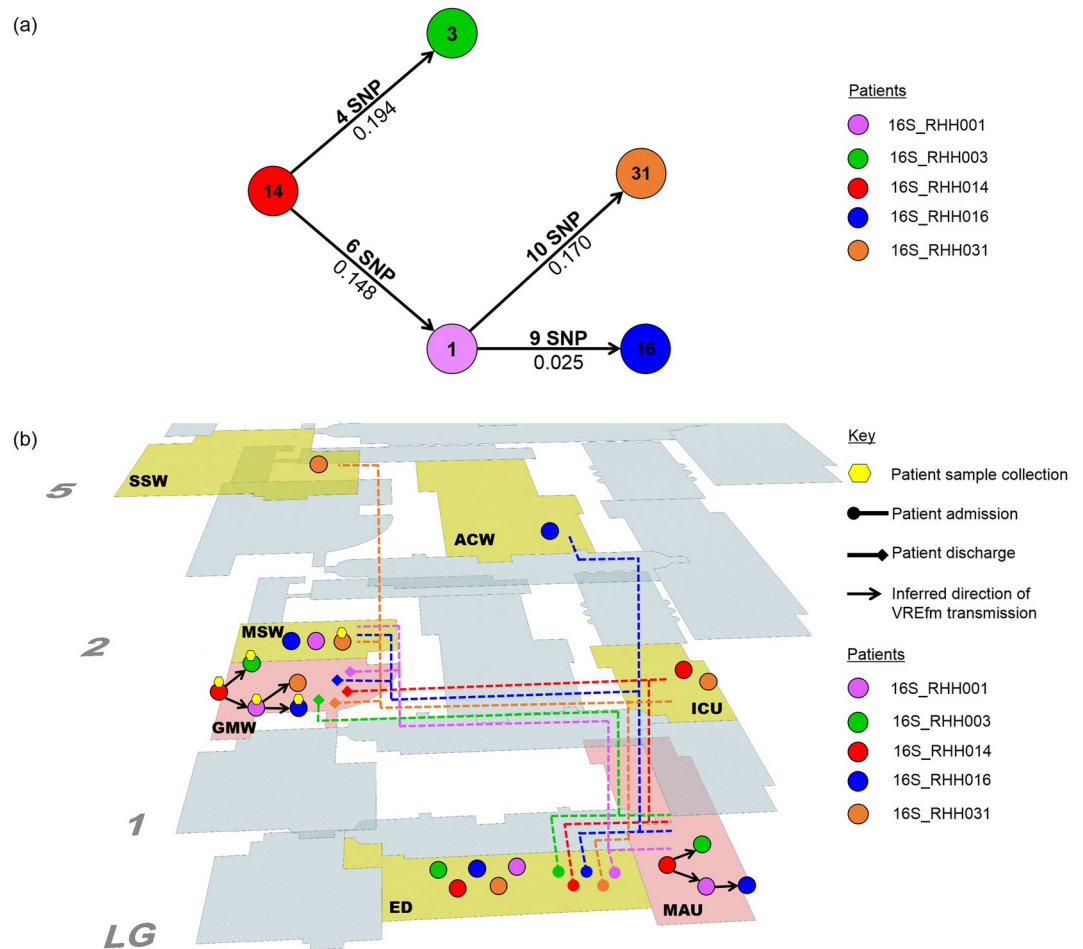 (a)
3
4 SNP
0.194
14
6 SNP
0.148
31
10 SNP
0.170
1
9 SNP
0.025
16
Patients
16S_RHH001
16S_RHH003
16S_RHH014
16S_RHH016
16S_RHH031
(b)
5
SSW
ACW
2
MSW
GMW
ICU
1
ED
MAU
LG
Key
Patient sample collection
Patient admission
Patient discharge
Inferred direction of
VREfm transmission
Patients
16S_RHH001
16S_RHH003
16S_RHH014
16S_RHH016
16S_RHH031